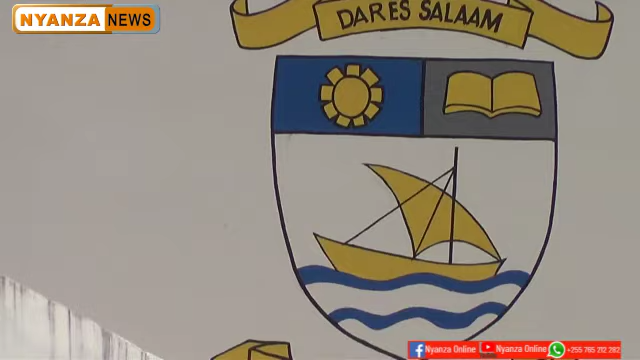 NYANZA NEWS
DARES SALAAM
Nyanza Online
Nyanza Online
+255 765 212 282